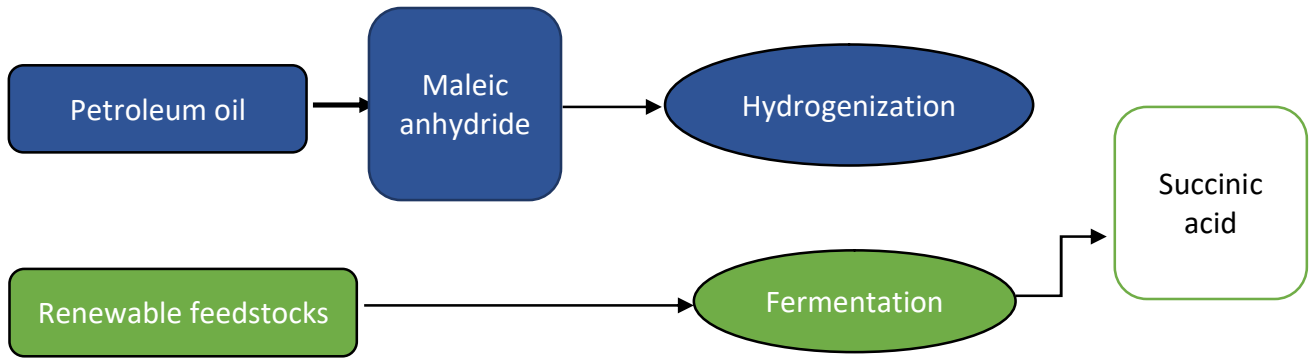 Petroleum oil
Maleic
anhydride
Hydrogenization
Succinic
acid
Renewable feedstocks
Fermentation